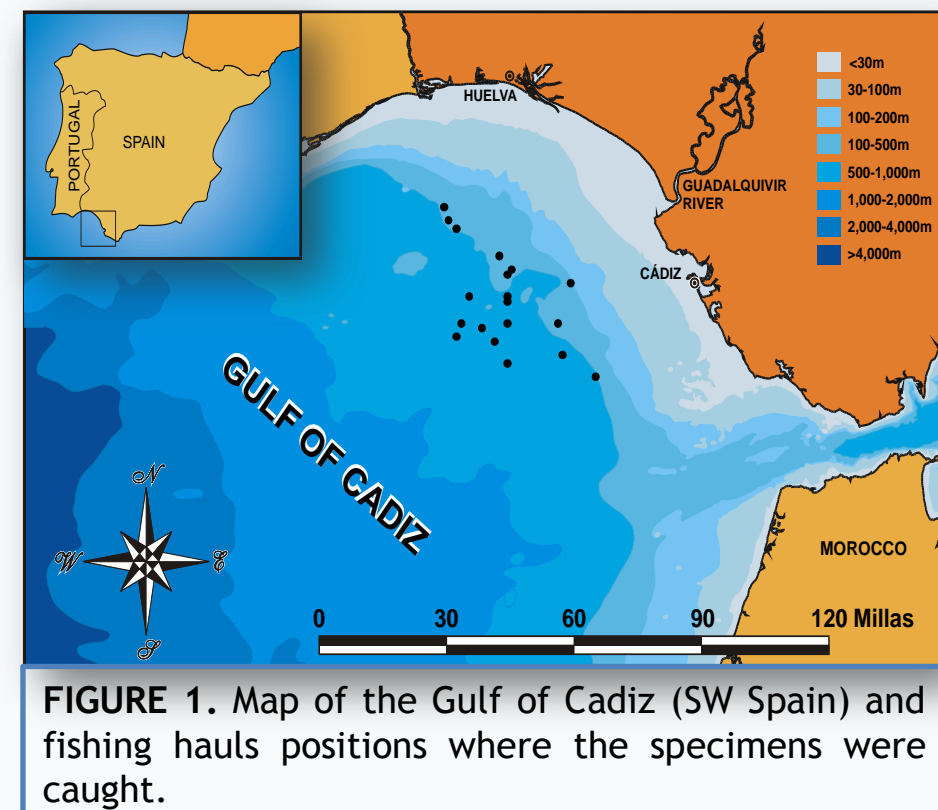 PORTUGAL
SPAIN
HUELVA
GUADALQUIVIR
RIVER
CÁDIZ
<30m
30-100m
100-200m
100-500m
500-1,000m
1,000-2,000m
2,000-4,000m
>4,000m
GULF OF CADIZ
N
W
E
S
MOROCCO
0 30 60 90 120 Millas
FIGURE 1. Map of the Gulf of Cadiz (SW Spain) and
fishing hauls positions where the specimens were
caught.